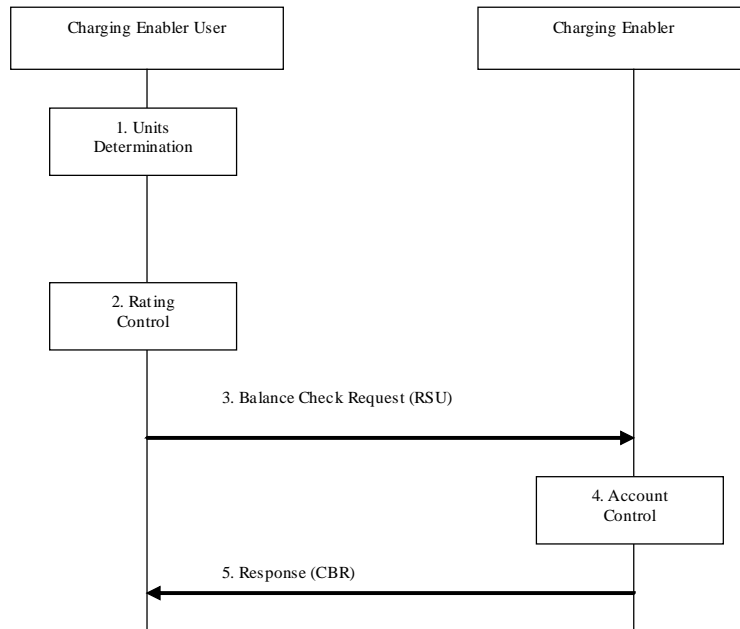 Charging Enabler User
Charging Enabler
1. Units
Determination
2. Rating
Control
3. Balance Check Request (RSU)
4. Account
Control
5. Response (CBR)